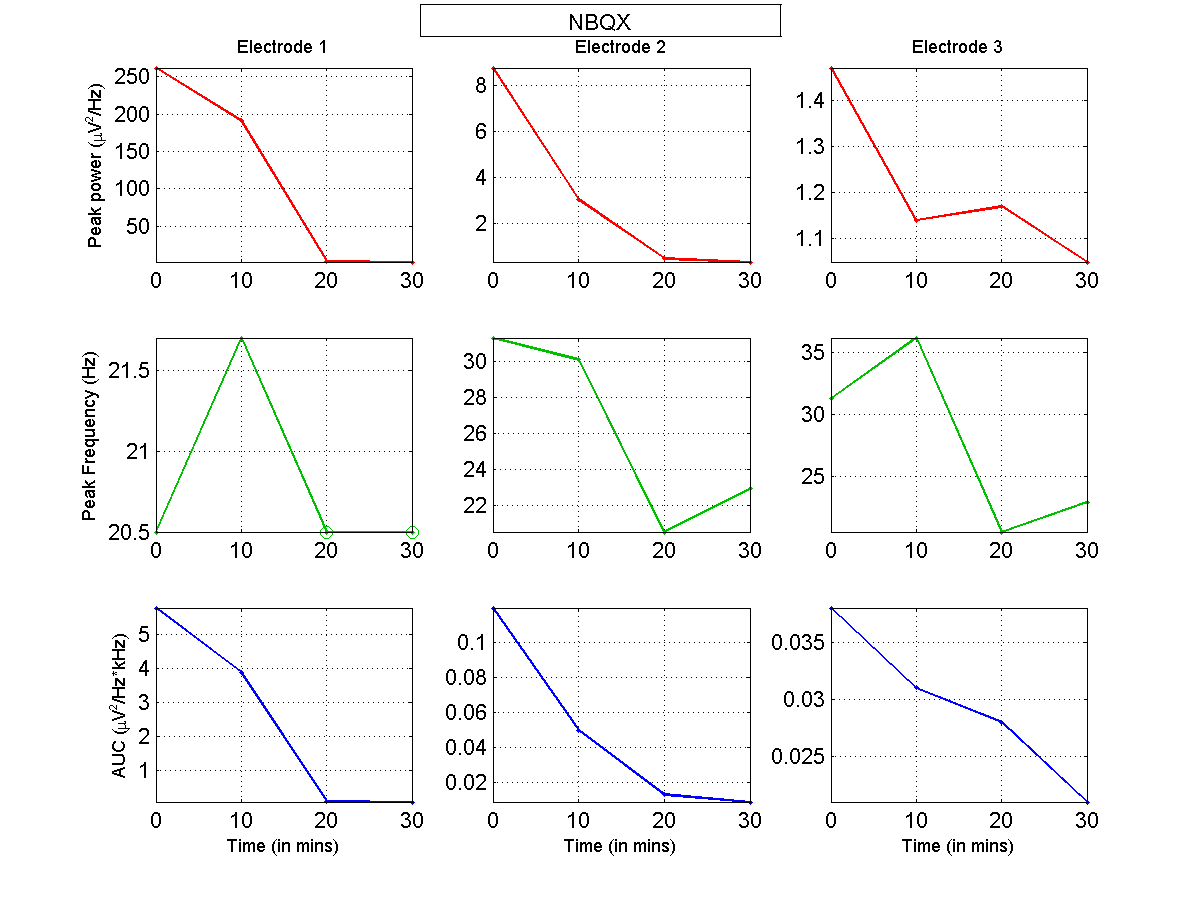 NBQX
Electrode 1
Electrode 2
Electrode 3
Peak power (μV²/Hz)
250
200
150
100
50
0 10 20 30
8
6
4
2
0 10 20 30
1.4
1.3
1.2
1.1
0 10 20 30
Peak Frequency (Hz)
21.5
21
20.5
0 10 20 30
30
28
26
24
22
0 10 20 30
35
30
25
0 10 20 30
AUC (μV²/Hz*kHz)
5
4
3
2
1
0 10 20 30
Time (in mins)
0.1
0.08
0.06
0.04
0.02
0 10 20 30
Time (in mins)
0.035
0.03
0.025
0 10 20 30
Time (in mins)